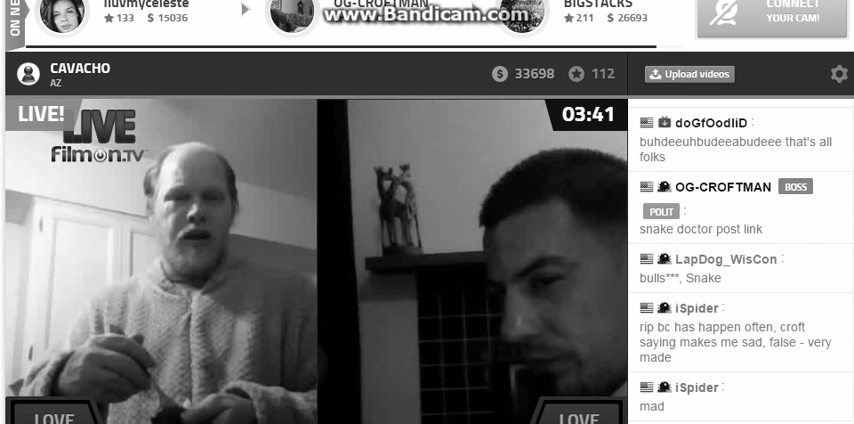 ON NE
iluvmyceleste
★133 $ 15036
OG-CROFTMAN
www.Bandicam.com
BIGSTACKS
★211 $ 26693
CONNECT
YOUR CAM!
CAVACHO
AZ
$ 33698 ★ 112
Upload videos
LIVE!
LIVE
FilmOn.TV
03:41
LOVE
LOVE
doGfOodIiD :
buhdeeuhbudeeabudeee that's all
folks
OG-CROFTMAN BOSS
POLIT :
snake doctor post link
LapDog_WisCon :
bulls***, Snake
iSpider :
rip bc has happen often, croft
saying makes me sad, false - very
made
iSpider :
mad